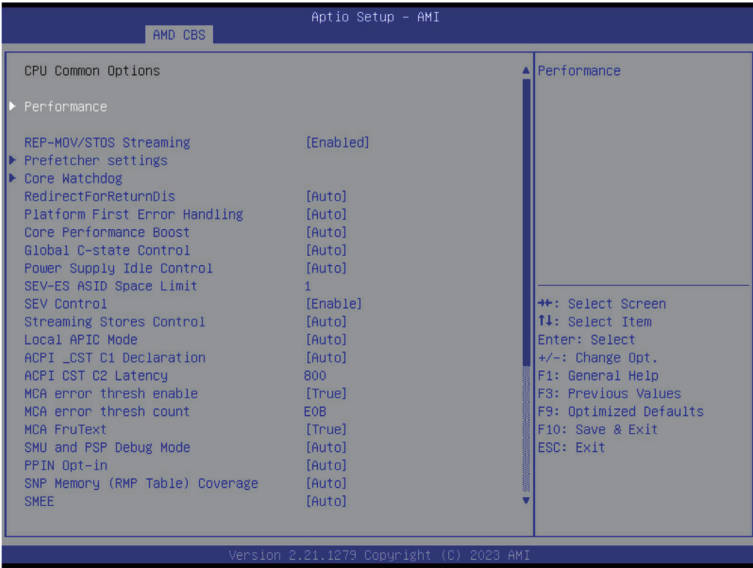 Aptio Setup – AMI
AMD CBS
CPU Common Options
Performance
REP-MOV/STOS Streaming [Enabled]
Prefetcher settings
Core Watchdog
RedirectForReturnDis [Auto]
Platform First Error Handling [Auto]
Core Performance Boost [Auto]
Global C-state Control [Auto]
Power Supply Idle Control [Auto]
SEV-ES ASID Space Limit 1
SEV Control [Enable]
Streaming Stores Control [Auto]
Local APIC Mode [Auto]
ACPI _CST C1 Declaration [Auto]
ACPI CST C2 Latency 800
MCA error thresh enable [True]
MCA error thresh count E0B
MCA FruText [True]
SMU and PSP Debug Mode [Auto]
PPIN Opt-in [Auto]
SNP Memory (RMP Table) Coverage [Auto]
SMEE [Auto]
Performance
→←: Select Screen
↑↓: Select Item
Enter: Select
+/-: Change Opt.
F1: General Help
F3: Previous Values
F9: Optimized Defaults
F10: Save & Exit
ESC: Exit
Version 2.21.1279 Copyright (C) 2023 AMI